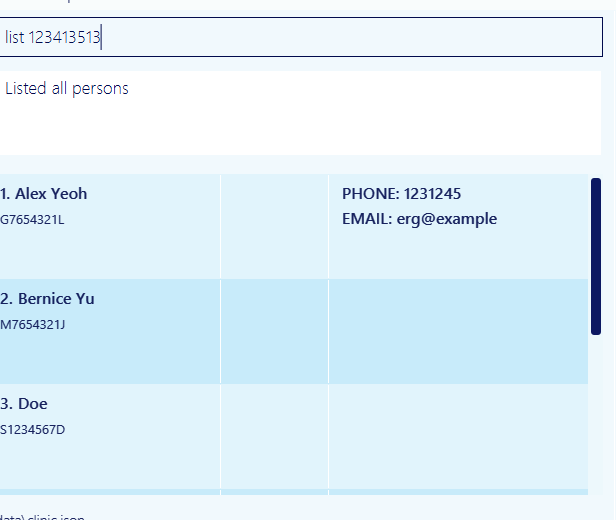 list 123413513
Listed all persons
1. Alex Yeoh
G7654321L
PHONE: 1231245
EMAIL: erg@example
2. Bernice Yu
M7654321J
3. Doe
S1234567D
data\clinic.json